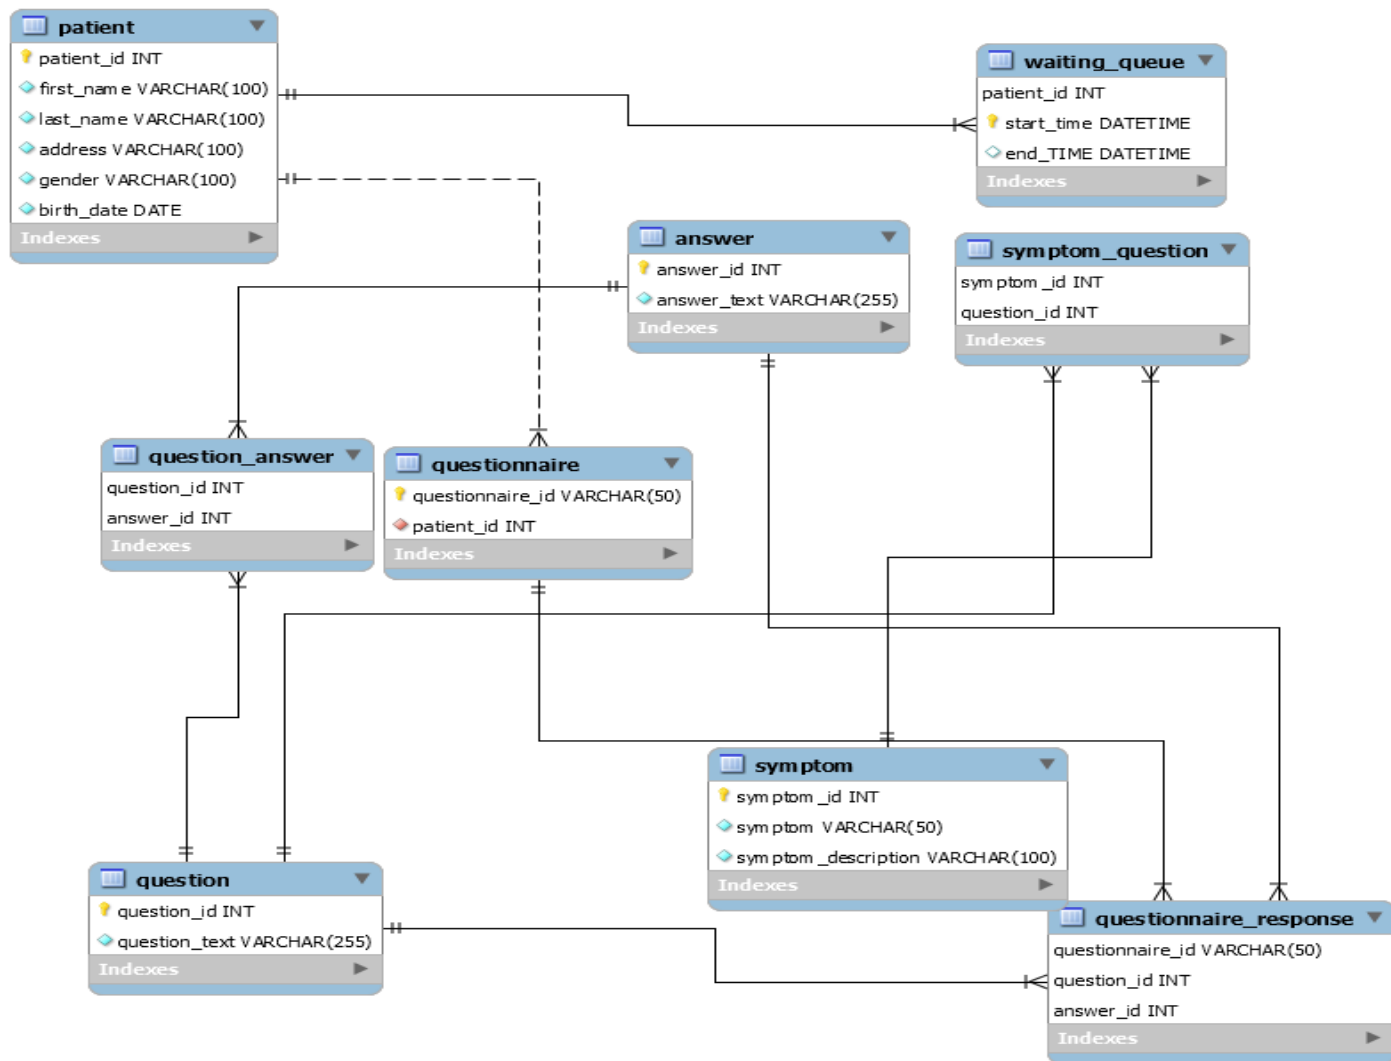 patient
patient_id INT
first_name VARCHAR(100)
last_name VARCHAR(100)
address VARCHAR(100)
gender VARCHAR(100)
birth_date DATE
Indexes
waiting_queue
patient_id INT
start_time DATETIME
end_TIME DATETIME
Indexes
answer
answer_id INT
answer_text VARCHAR(255)
Indexes
symptom_question
symptom_id INT
question_id INT
Indexes
question_answer
question_id INT
answer_id INT
Indexes
questionnaire
questionnaire_id VARCHAR(50)
patient_id INT
Indexes
symptom
symptom_id INT
symptom VARCHAR(50)
symptom_description VARCHAR(100)
Indexes
question
question_id INT
question_text VARCHAR(255)
Indexes
questionnaire_response
questionnaire_id VARCHAR(50)
question_id INT
answer_id INT
Indexes